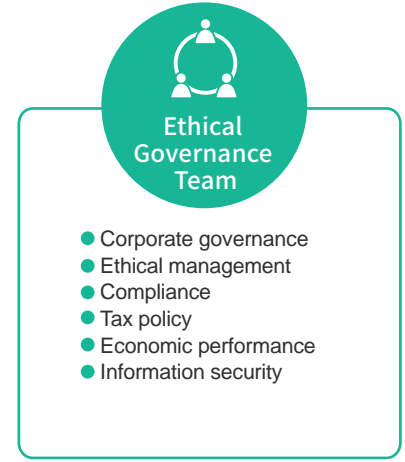 Ethical
Governance
Team
Corporate governance
Ethical management
Compliance
Tax policy
Economic performance
Information security